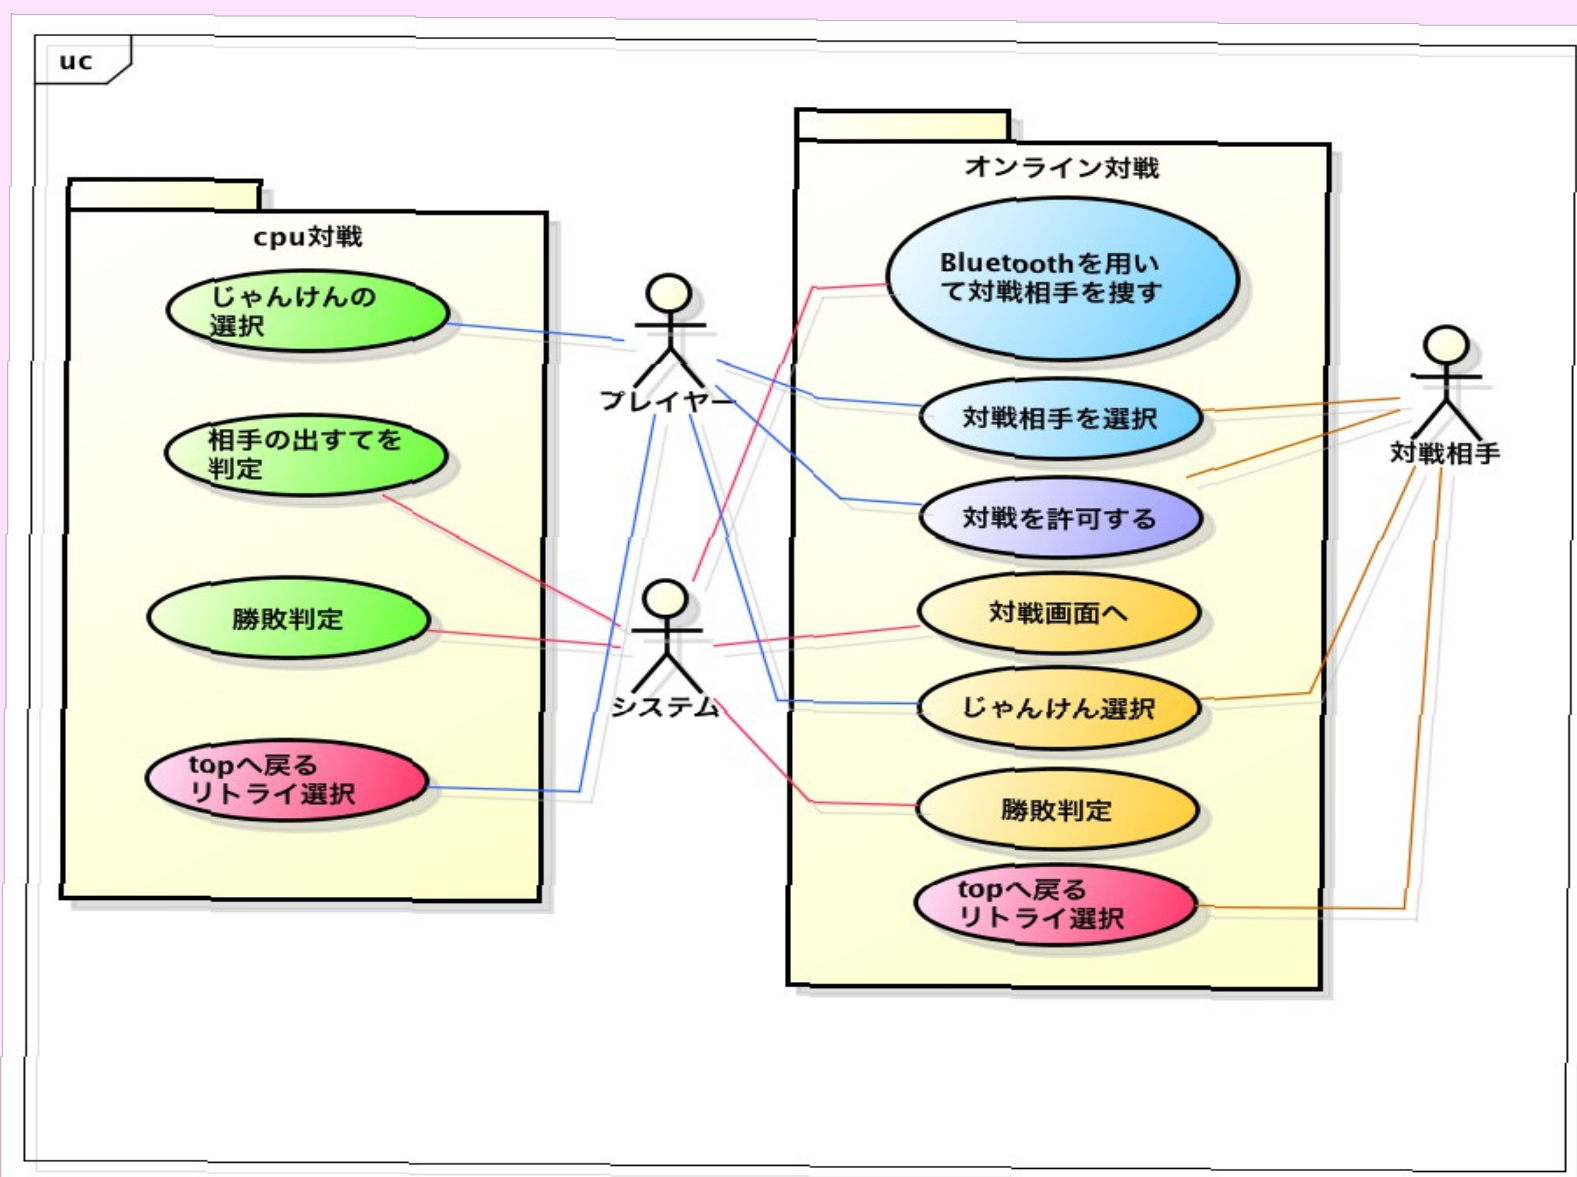 uc
cpu対戦
じゃんけんの
選択
相手の出すてを
判定
勝敗判定
topへ戻る
リトライ選択
プレイヤー
システム
オンライン対戦
Bluetoothを用い
て対戦相手を捜す
対戦相手を選択
対戦を許可する
対戦画面へ
じゃんけん選択
勝敗判定
topへ戻る
リトライ選択
対戦相手